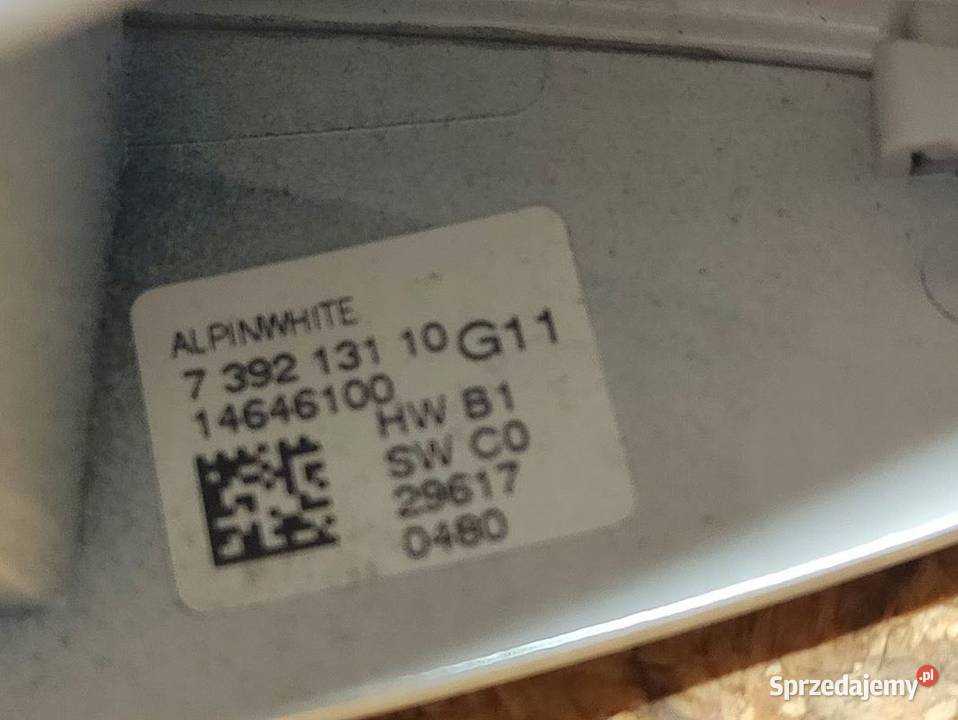 ALPINWHITE
7 392 131 10 G11
14646100
HW B1
SW C0
29617
0480
Sprzedajemy.pl